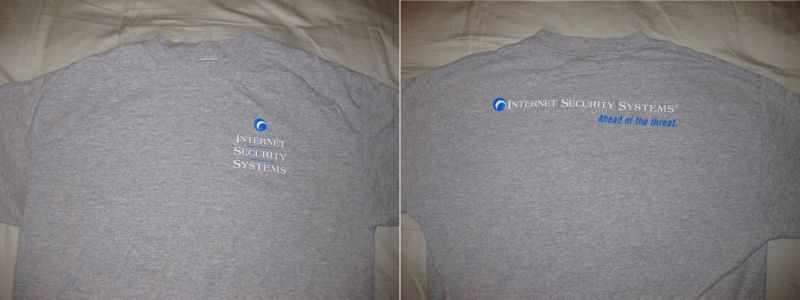 INTERNET
SECURITY
SYSTEMS
INTERNET SECURITY SYSTEMS
Ahead of the threat.